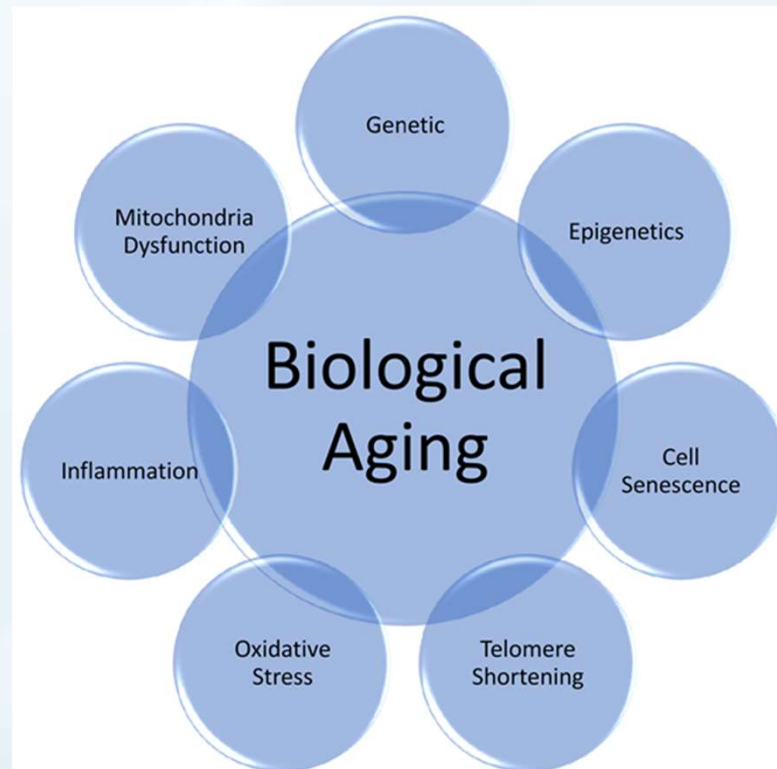 Genetic
Epigenetics
Cell
Senescence
Telomere
Shortening
Oxidative
Stress
Inflammation
Mitochondria
Dysfunction
Biological
Aging